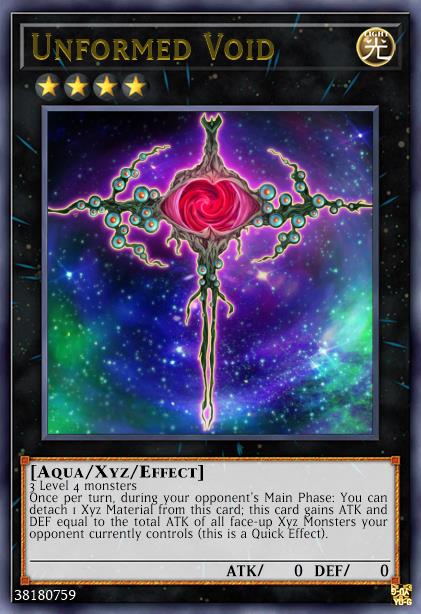 UNFORMED VOID
LIGHT
光
[AQUA/XYZ/EFFECT]
3 Level 4 monsters
Once per turn, during your opponent's Main Phase: You can
detach 1 Xyz Material from this card; this card gains ATK and
DEF equal to the total ATK of all face-up Xyz Monsters your
opponent currently controls (this is a Quick Effect).
ATK/ 0 DEF/ 0
38180759